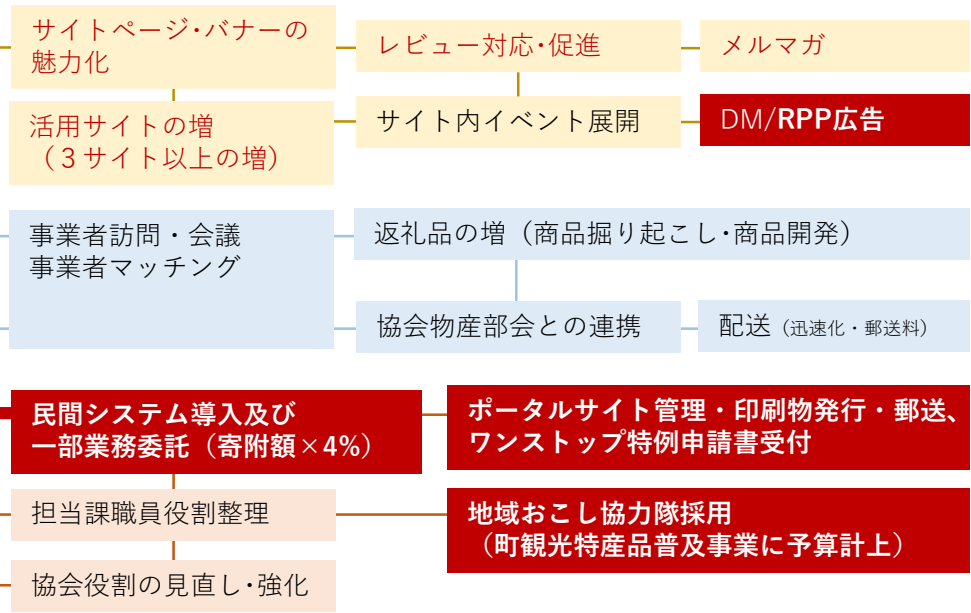 サイトページ･バナーの
魅力化
レビュー対応･促進
メルマガ
活用サイトの増
（３サイト以上の増）
サイト内イベント展開
DM/RPP広告
事業者訪問・会議
事業者マッチング
返礼品の増（商品掘り起こし･商品開発）
協会物産部会との連携
配送（迅速化・郵送料）
民間システム導入及び
一部業務委託（寄附額×4%）
ポータルサイト管理・印刷物発行・郵送、
ワンストップ特例申請書受付
担当課職員役割整理
地域おこし協力隊採用
（町観光特産品普及事業に予算計上）
協会役割の見直し･強化